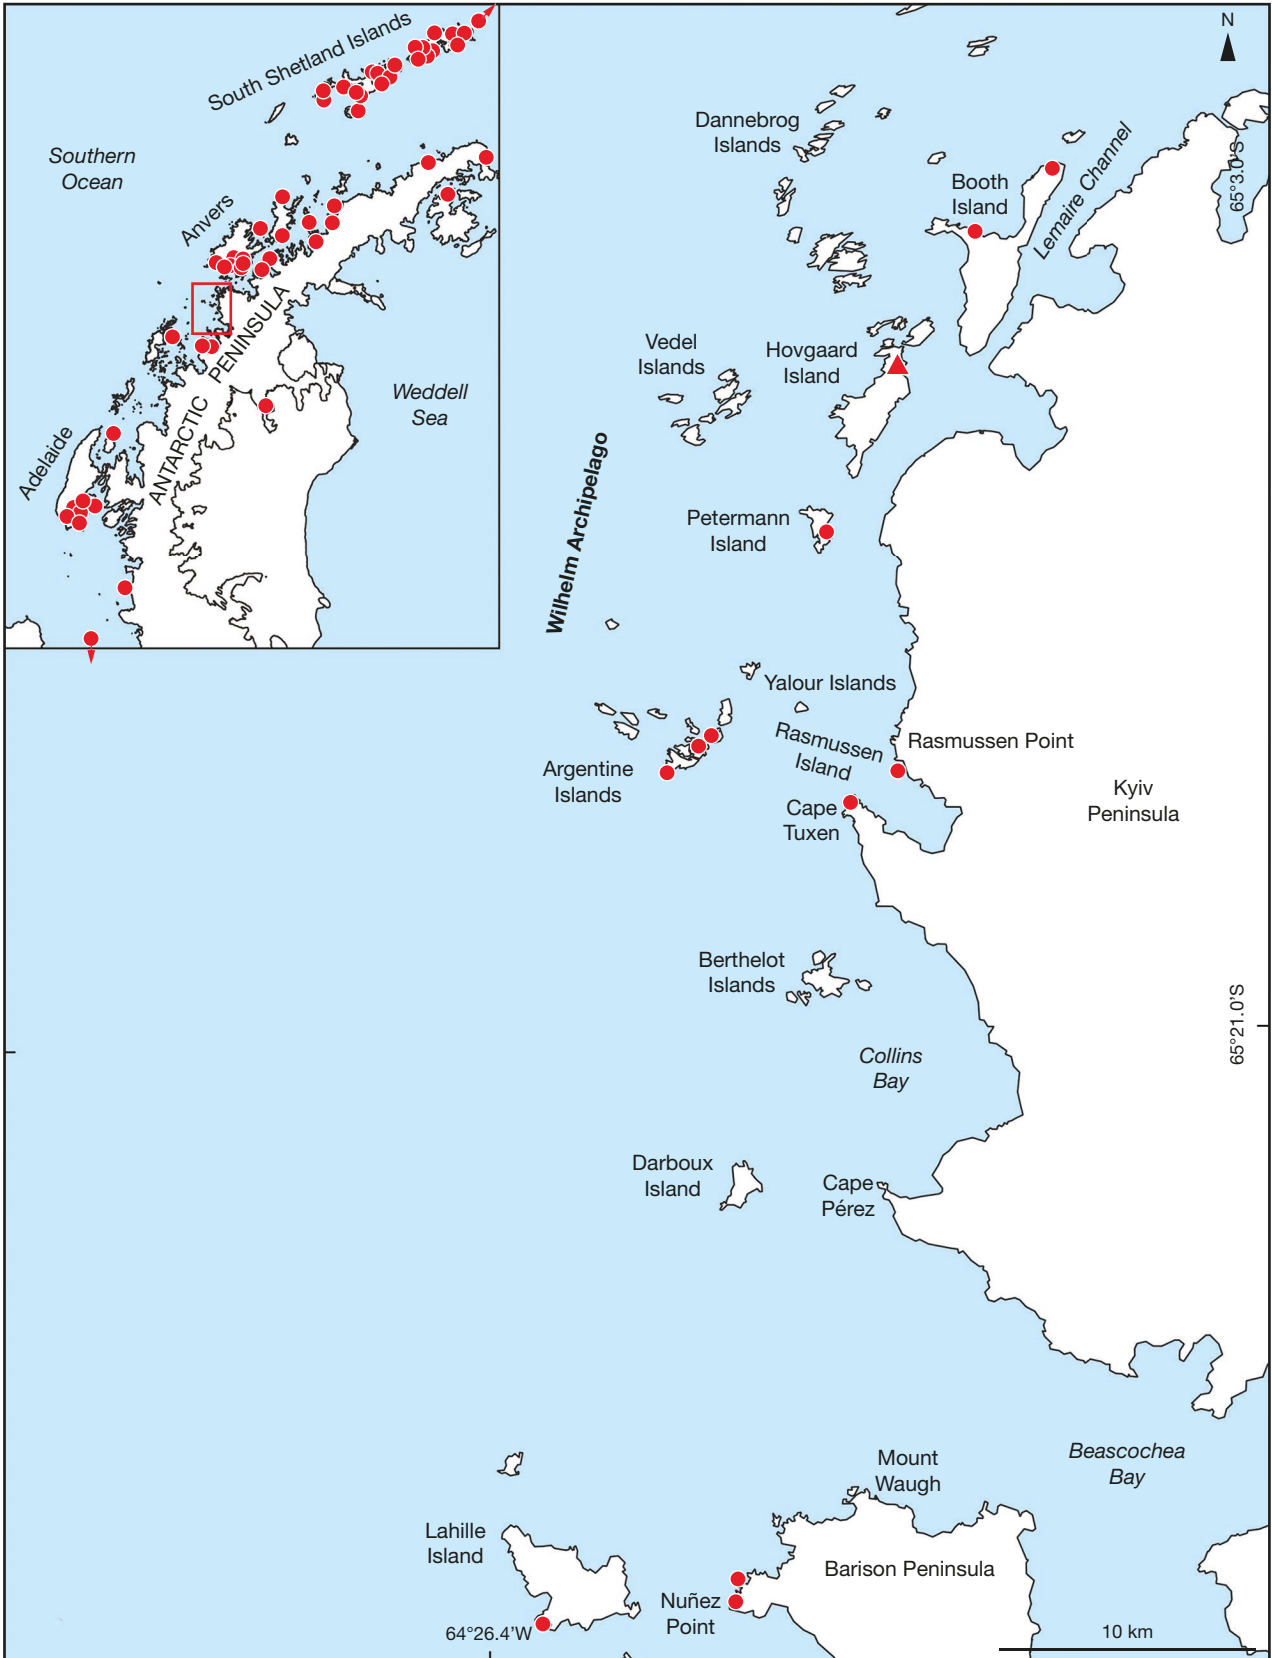 South Shetland Islands
Southern
Ocean
Anvers
ANTARCTIC PENINSULA
Weddell
Sea
Adelaide
N
Dannebrog
Islands
Booth
Island
Lemaire Channel
65°3.0'S
Vedel
Islands
Hovgaard
Island
Wilhelm Archipelago
Petermann
Island
Yalour Islands
Rasmussen
Island
Rasmussen Point
Argentine
Islands
Cape
Tuxen
Kyiv
Peninsula
Berthelot
Islands
65°21.0'S
Collins
Bay
Darboux
Island
Cape
Pérez
Beascochea
Bay
Mount
Waugh
Lahille
Island
Barison Peninsula
Nuñez
Point
64°26.4'W
10 km